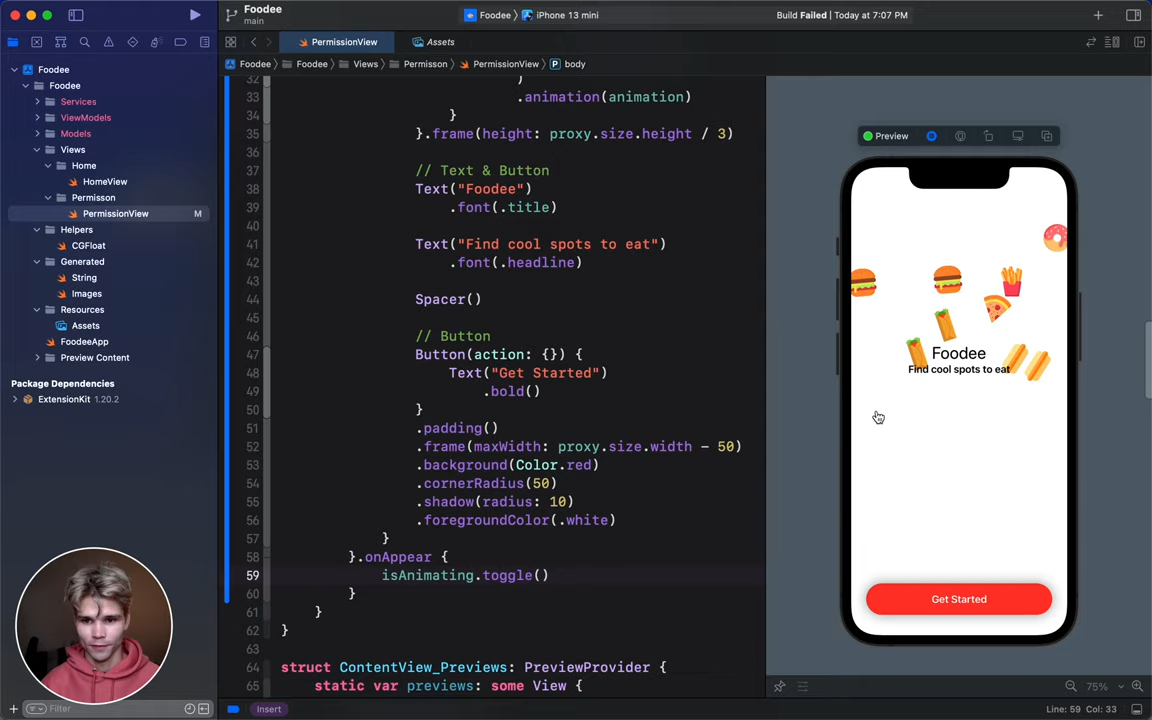 Foodee
main
Foodee
iPhone 13 mini
Build Failed | Today at 7:07 PM
PermissionView
Assets
Foodee
Foodee
Views
Permisson
PermissionView
P
body
Foodee
Foodee
Services
ViewModels
Models
Views
Home
HomeView
Permisson
PermissionView
M
Helpers
CGFloat
Generated
String
Images
Resources
Assets
FoodeeApp
Preview Content
Package Dependencies
ExtensionKit 1.20.2
Filter
32 )
33 .animation(animation)
34 }
35 }.frame(height: proxy.size.height / 3)
36
37 // Text & Button
38 Text("Foodee")
39 .font(.title)
40
41 Text("Find cool spots to eat")
42 .font(.headline)
43
44 Spacer()
45
46 // Button
47 Button(action: {}) {
48 Text("Get Started")
49 .bold()
50 }
51 .padding()
52 .frame(maxWidth: proxy.size.width - 50)
53 .background(Color.red)
54 .cornerRadius(50)
55 .shadow(radius: 10)
56 .foregroundColor(.white)
57 }
58 }.onAppear {
59 isAnimating.toggle()
60 }
61 }
62 }
63
64 struct ContentView_Previews: PreviewProvider {
65 static var previews: some View {
Insert
Preview
Foodee
Find cool spots to eat
Get Started
75%
Line: 59 Col: 33